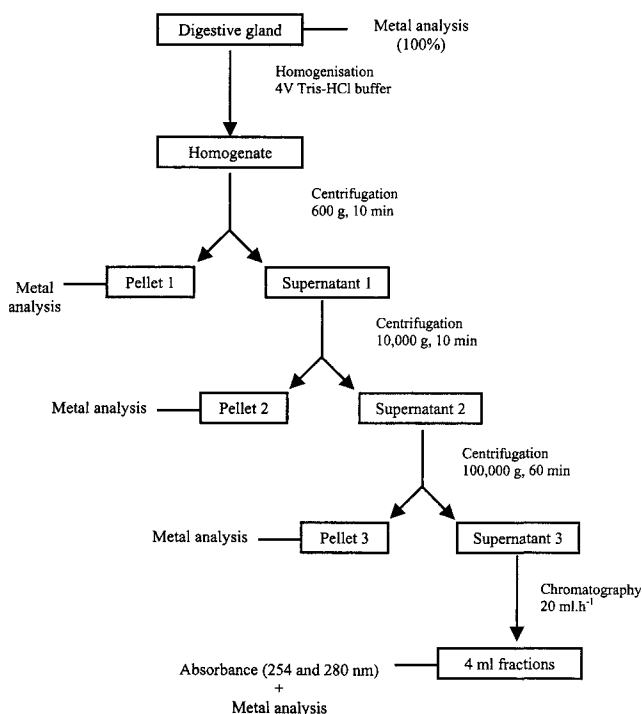 Digestive gland
Metal analysis
(100%)
Homogenisation
4V Tris-HCl buffer
Homogenate
Centrifugation
600 g, 10 min
Metal
analysis
Pellet 1
Supernatant 1
Centrifugation
10,000 g, 10 min
Metal analysis
Pellet 2
Supernatant 2
Centrifugation
100,000 g, 60 min
Metal analysis
Pellet 3
Supernatant 3
Chromatography
20 ml.h⁻¹
4 ml fractions
Absorbance (254 and 280 nm)
+
Metal analysis